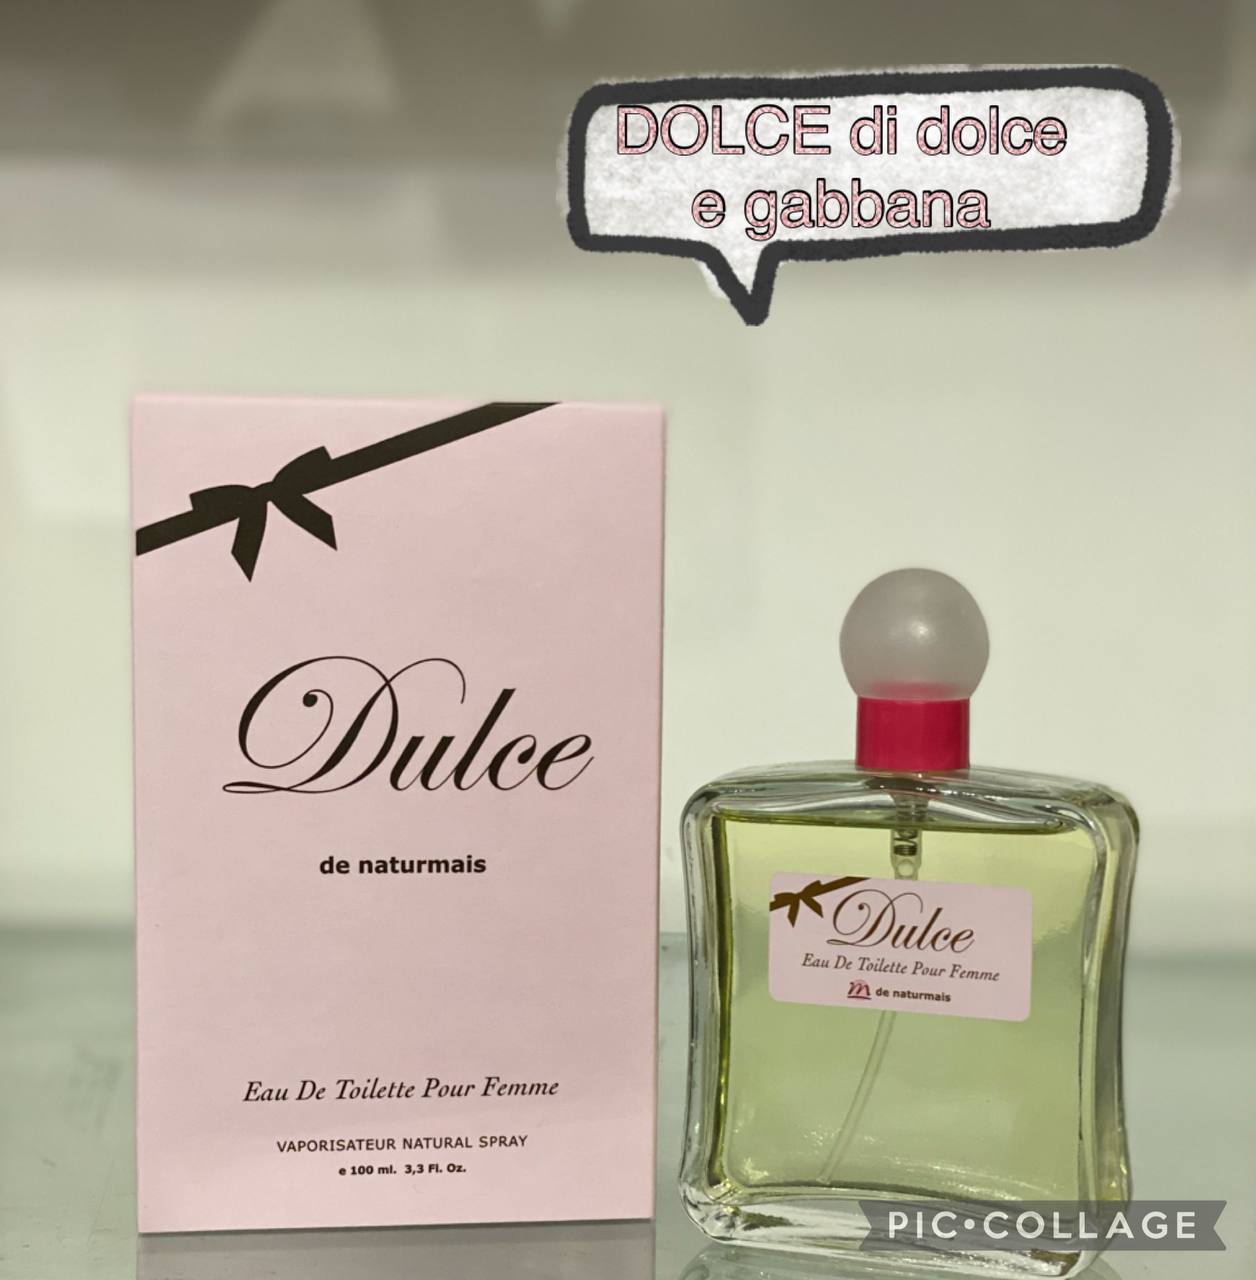 DOLCE di dolce
e gabbana
Dulce
de naturmais
Eau De Toilette Pour Femme
VAPORISATEUR NATURAL SPRAY
e 100 ml. 3,3 Fl. Oz.
Dulce
Eau De Toilette Pour Femme
m de naturmais
PIC•COLLAGE